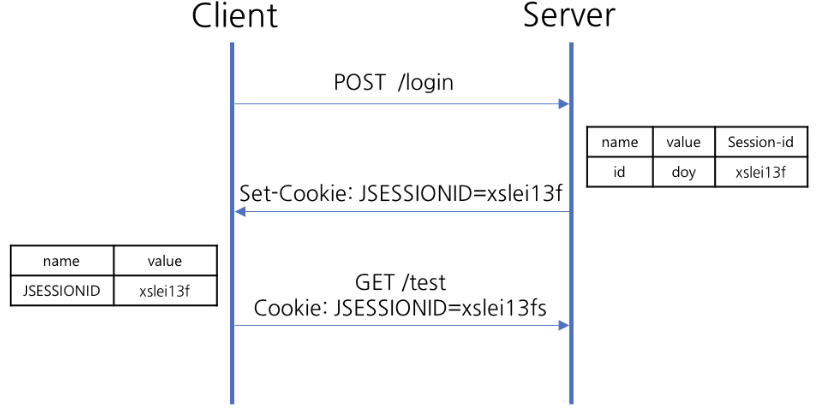 Client
Server
POST /login
name value Session-id
id doy xslei13f
Set-Cookie: JSESSIONID=xslei13f
name value
JSESSIONID xslei13f
GET /test
Cookie: JSESSIONID=xslei13fs